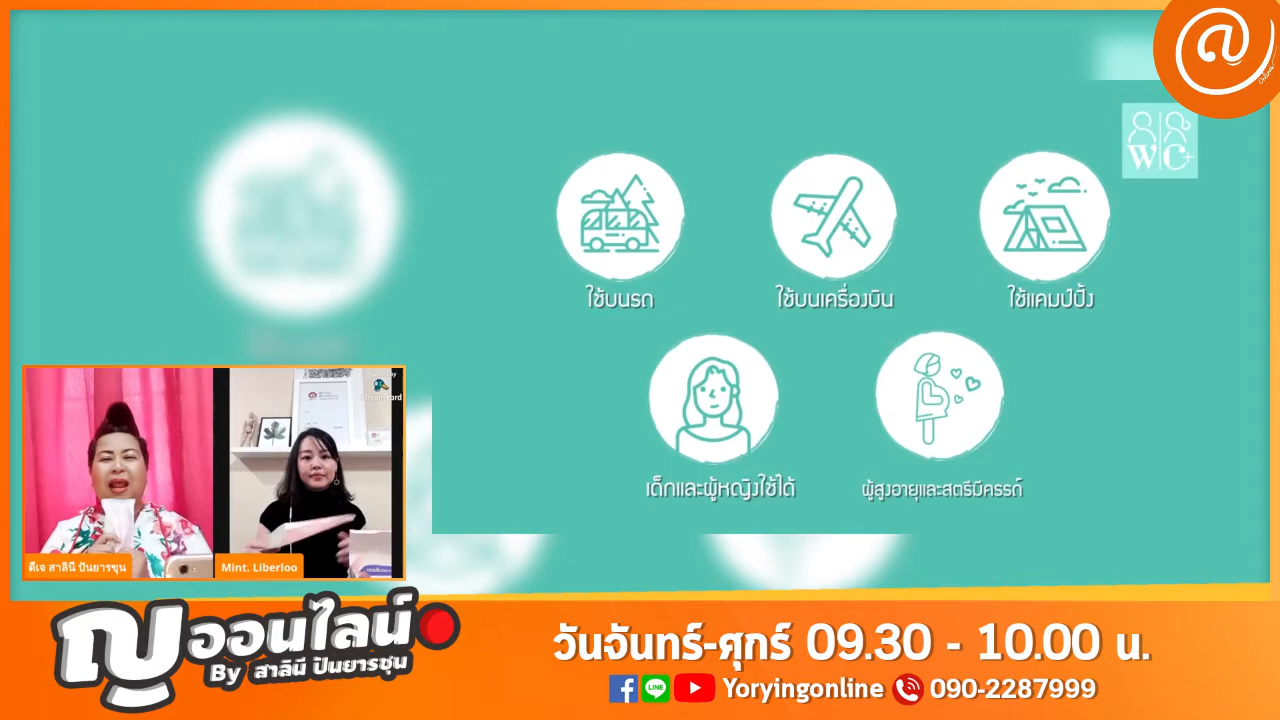 @
Online
W|C+
ใช้บนรถ
ใช้บนเครื่องบิน
ใช้แคมป์ปิ้ง
เด็กและผู้หญิงใช้ได้
ผู้สูงอายุและสตรีมีครรถ์
StreamYard
ดีเจ สาลินี ปันยารชุน
Mint. Liberloo
ญออนไลน์
By สาลินี ปันยารชุน
วันจันทร์-ศุกร์ 09.30 - 10.00 น.
LINE
Yoryingonline 090-2287999